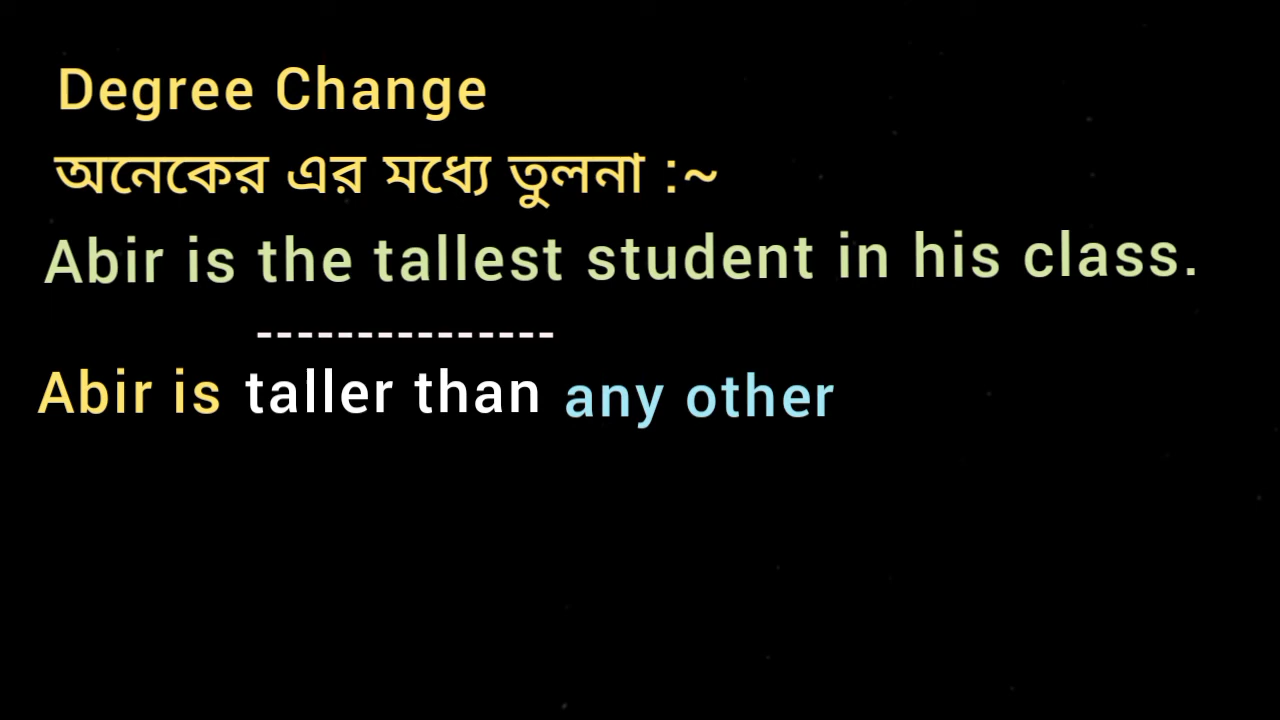 Degree Change
অনেকের এর মধ্যে তুলনা :~
Abir is the tallest student in his class.
---------------
Abir is taller than any other